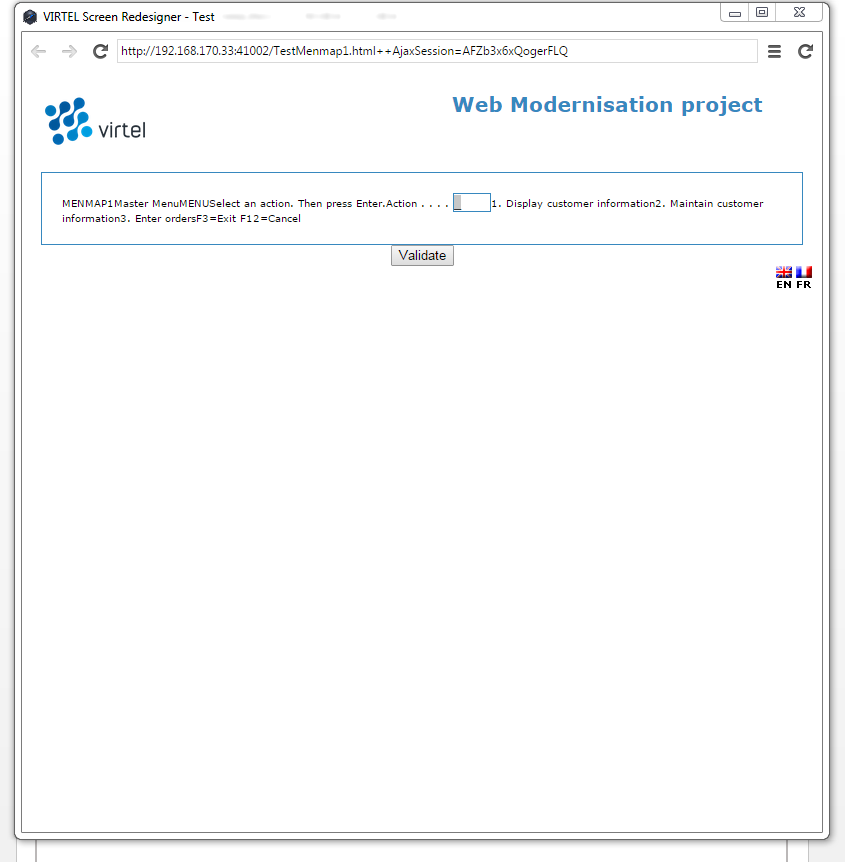 VIRTEL Screen Redesigner - Test
http://192.168.170.33:41002/TestMenmap1.html++AjaxSession=AFZb3x6xQogerFLQ
virtel
Web Modernisation project
MENMAP1Master MenuMENUSelect an action. Then press Enter.Action . . . . _ 1. Display customer information2. Maintain customer
information3. Enter ordersF3=Exit F12=Cancel
Validate
EN FR